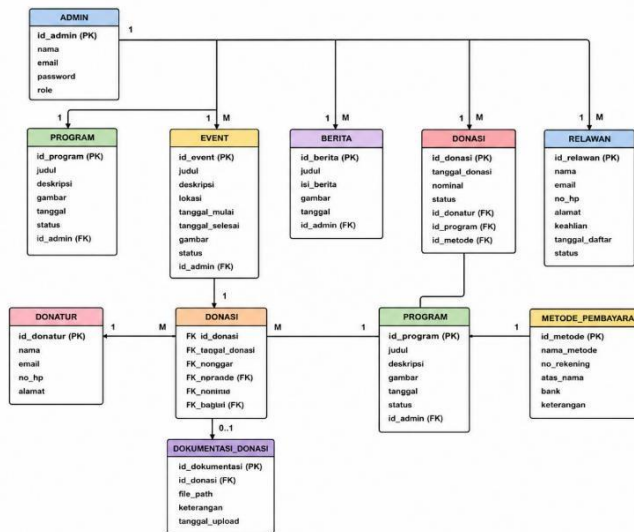 ADMIN
id_admin (PK)
nama
email
password
role
1
1
1 M
1 M
1 M
1 M
PROGRAM
id_program (PK)
judul
deskripsi
gambar
tanggal
status
id_admin (FK)
EVENT
id_event (PK)
judul
deskripsi
lokasi
tanggal_mulai
tanggal_selesai
gambar
status
id_admin (FK)
BERITA
id_berita (PK)
judul
isi_berita
gambar
tanggal
id_admin (FK)
DONASI
id_donasi (PK)
tanggal_donasi
nominal
status
id_donatur (FK)
id_program (FK)
id_metode (FK)
RELAWAN
id_relawan (PK)
nama
email
no_hp
alamat
keahlian
tanggal_daftar
status
1
DONATUR
id_donatur (PK)
nama
email
no_hp
alamat
1 M
DONASI
FK id_donasi
FK_taogal_donasi
FK_nonggar
FK_nprande (FK)
FK_noninia
FK_bagtai (FK)
M 1
PROGRAM
id_program (PK)
judul
deskripsi
gambar
tanggal
status
id_admin (FK)
1
METODE_PEMBAYARA
id_metode (PK)
nama_metode
no_rekening
atas_nama
bank
keterangan
0..1
DOKUMENTASI_DONASI
id_dokumentasi (PK)
id_donasi (FK)
file_path
keterangan
tanggal_upload